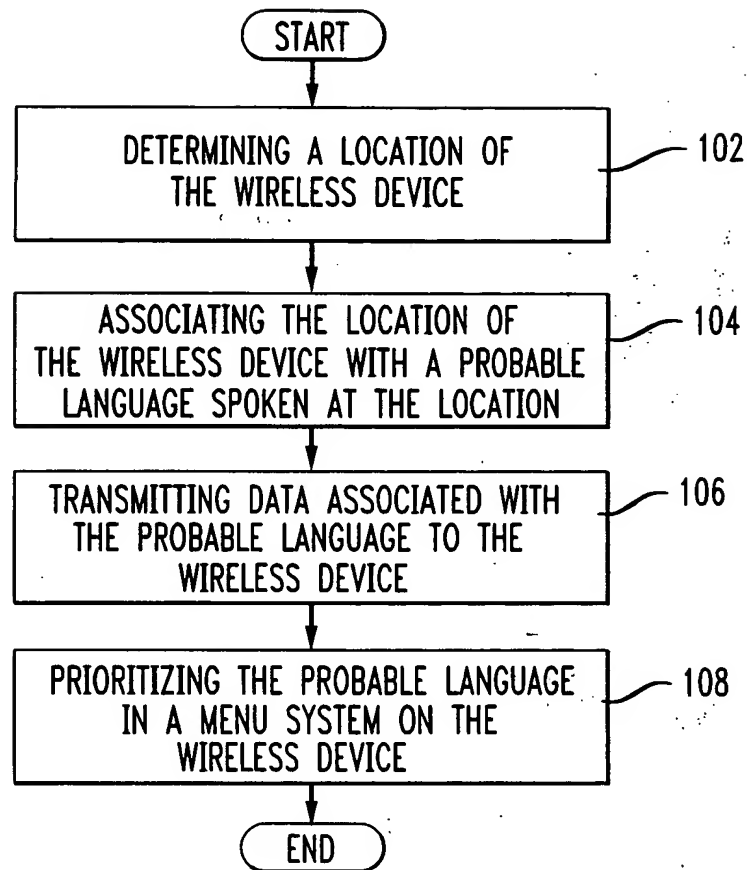 START
DETERMINING A LOCATION OF
THE WIRELESS DEVICE
102
ASSOCIATING THE LOCATION OF
THE WIRELESS DEVICE WITH A PROBABLE
LANGUAGE SPOKEN AT THE LOCATION
104
TRANSMITTING DATA ASSOCIATED WITH
THE PROBABLE LANGUAGE TO THE
WIRELESS DEVICE
106
PRIORITIZING THE PROBABLE LANGUAGE
IN A MENU SYSTEM ON THE
WIRELESS DEVICE
108
END